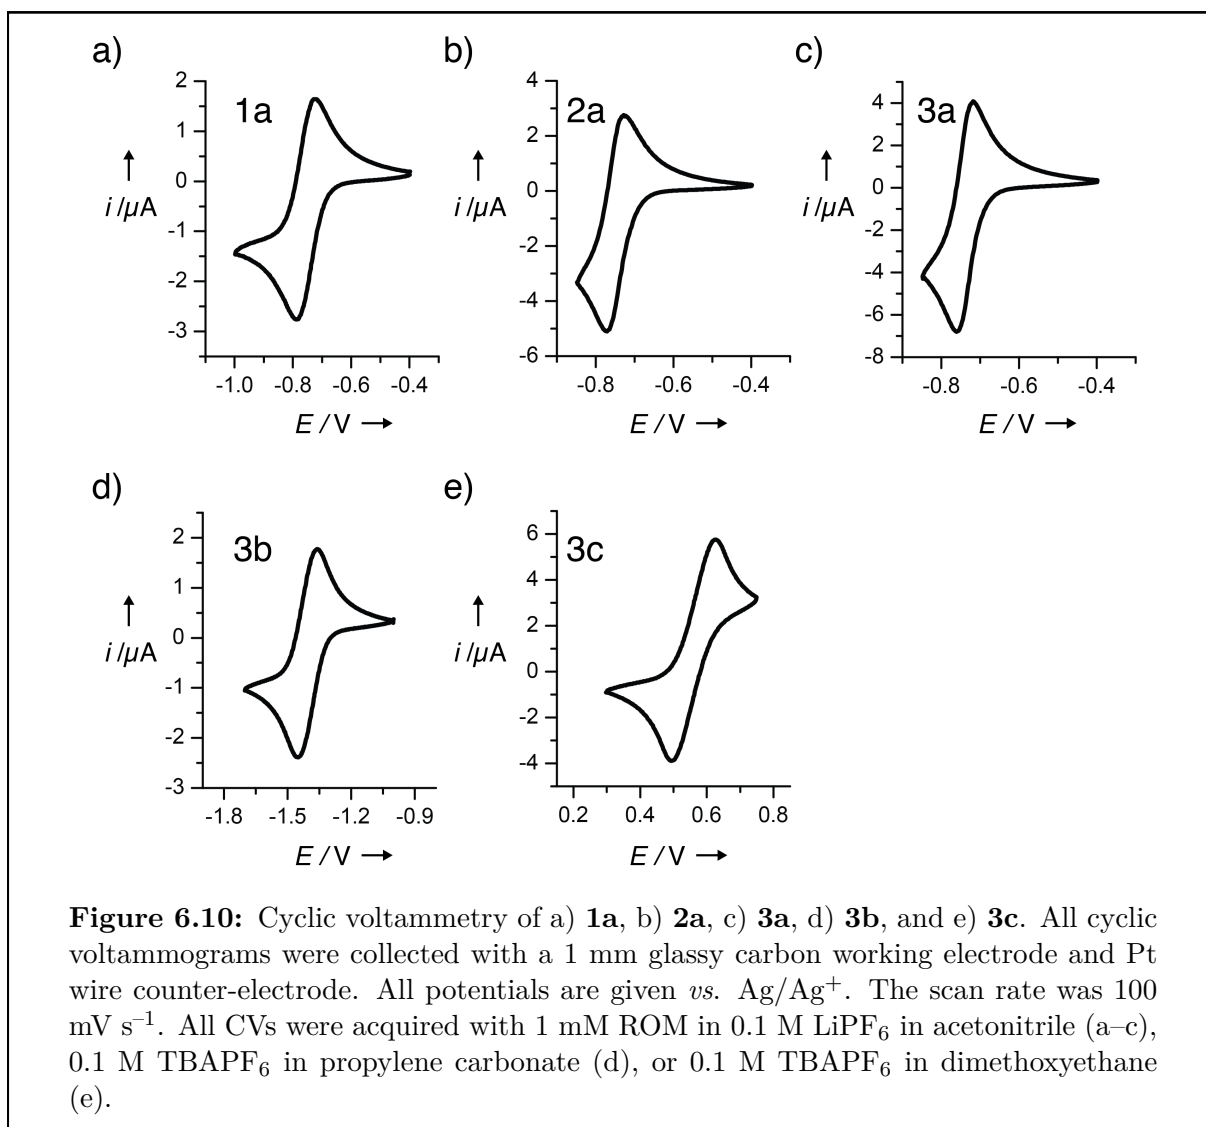 a)
1a
2
1
0
-1
-2
-3
i /µA
-1.0 -0.8 -0.6 -0.4
E / V
b)
2a
4
2
0
-2
-4
-6
i /µA
-0.8 -0.6 -0.4
E / V
c)
3a
4
2
0
-2
-4
-6
-8
i /µA
-0.8 -0.6 -0.4
E / V
d)
3b
2
1
0
-1
-2
-3
i /µA
-1.8 -1.5 -1.2 -0.9
E / V
e)
3c
6
4
2
0
-2
-4
i /µA
0.2 0.4 0.6 0.8
E / V
Figure 6.10: Cyclic voltammetry of a) 1a, b) 2a, c) 3a, d) 3b, and e) 3c. All cyclic
voltammograms were collected with a 1 mm glassy carbon working electrode and Pt
wire counter-electrode. All potentials are given vs. Ag/Ag⁺. The scan rate was 100
mV s⁻¹. All CVs were acquired with 1 mM ROM in 0.1 M LiPF₆ in acetonitrile (a–c),
0.1 M TBAPF₆ in propylene carbonate (d), or 0.1 M TBAPF₆ in dimethoxyethane
(e).